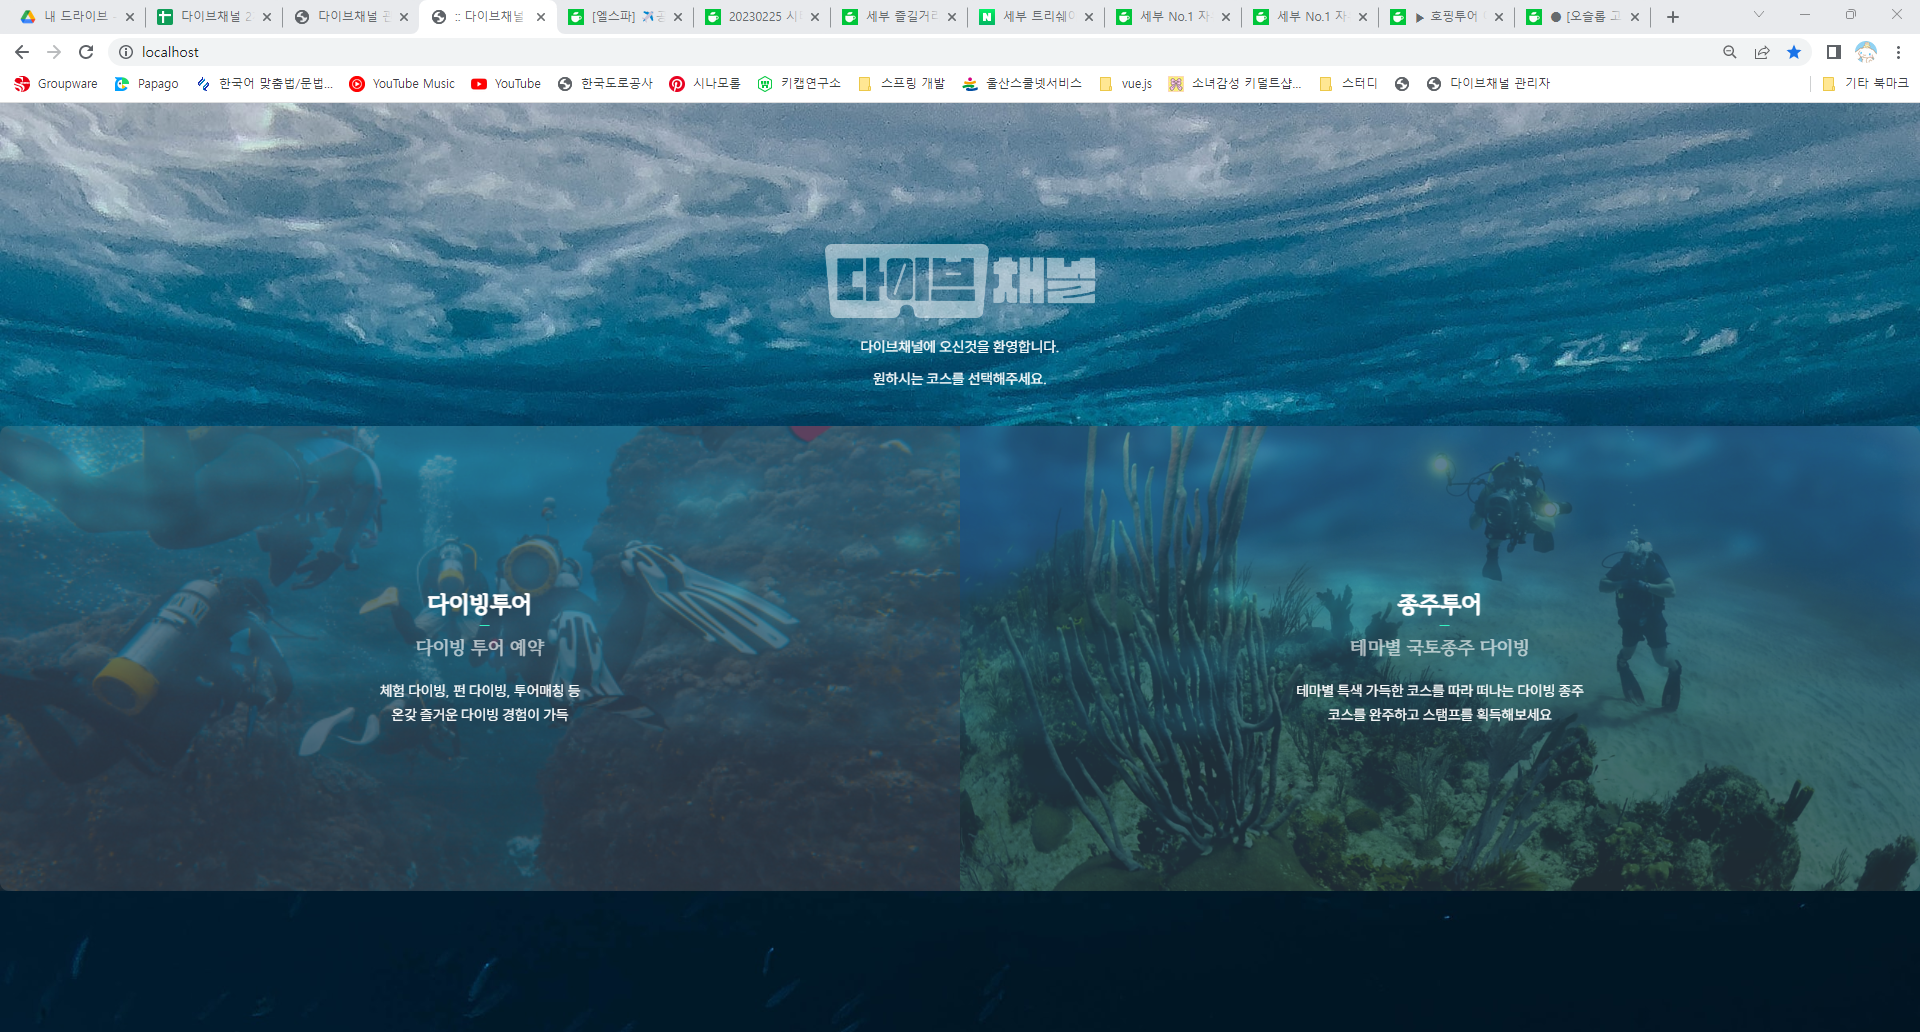 내 드라이브
다이브채널 2
다이브채널 관
:: 다이브채널
[엘스파]
20230225 시
세부 즐길거리
세부 트리쉐이
세부 No.1 자
세부 No.1 자
▶ 호핑투어
● [오슬롭 고
localhost
Groupware
Papago
한국어 맞춤법/문법...
YouTube Music
YouTube
한국도로공사
시나모롤
키캡연구소
스프링 개발
울산스쿨넷서비스
vue.js
소녀감성 키덜트샵...
스터디
다이브채널 관리자
기타 북마크
다이브채널
다이브채널에 오신것을 환영합니다.
원하시는 코스를 선택해주세요.
다이빙투어
다이빙 투어 예약
체험 다이빙, 펀 다이빙, 투어매칭 등
온갖 즐거운 다이빙 경험이 가득
종주투어
테마별 국토종주 다이빙
테마별 특색 가득한 코스를 따라 떠나는 다이빙 종주
코스를 완주하고 스탬프를 획득해보세요